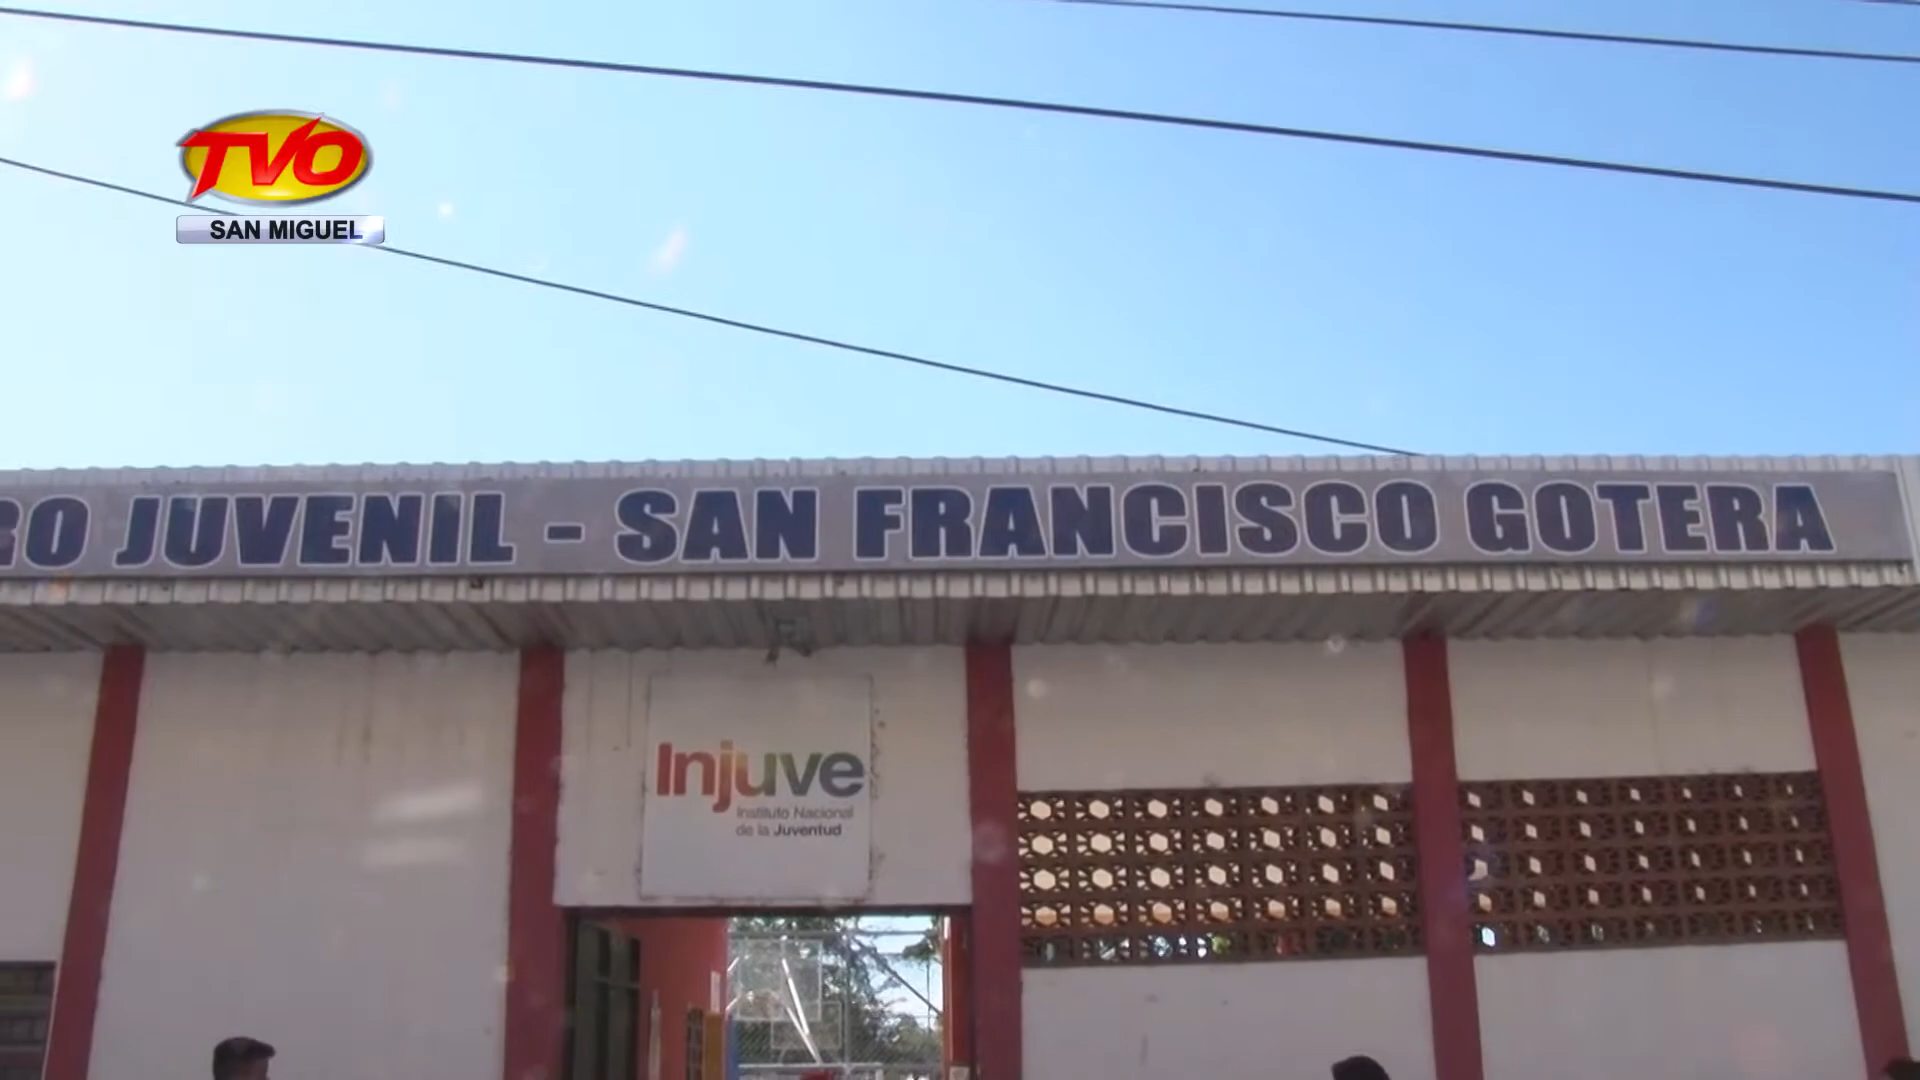 TVO
SAN MIGUEL
RO JUVENIL - SAN FRANCISCO GOTERA
Injuve
Instituto Nacional
de la Juventud